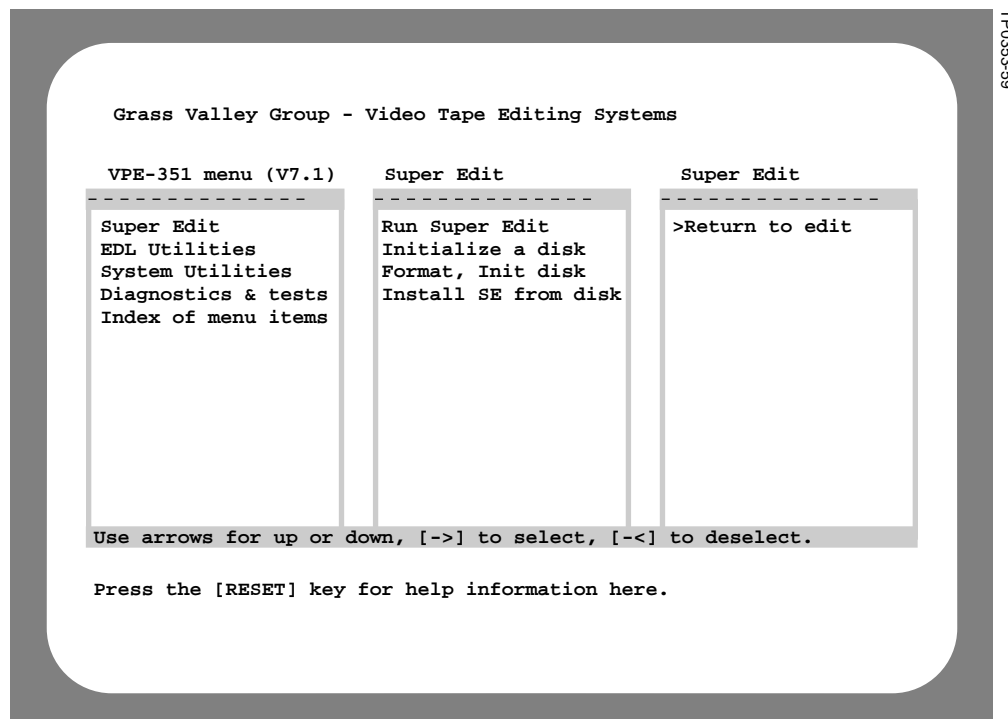 Grass Valley Group - Video Tape Editing Systems
VPE-351 menu (V7.1) Super Edit Super Edit
- - - - - - - - - - - - - - - - - - - - - - - - - - - - - - - - - - - - - - - - - -
Super Edit Run Super Edit >Return to edit
EDL Utilities Initialize a disk
System Utilities Format, Init disk
Diagnostics & tests Install SE from disk
Index of menu items
Use arrows for up or down, [->] to select, [-<] to deselect.
Press the [RESET] key for help information here.